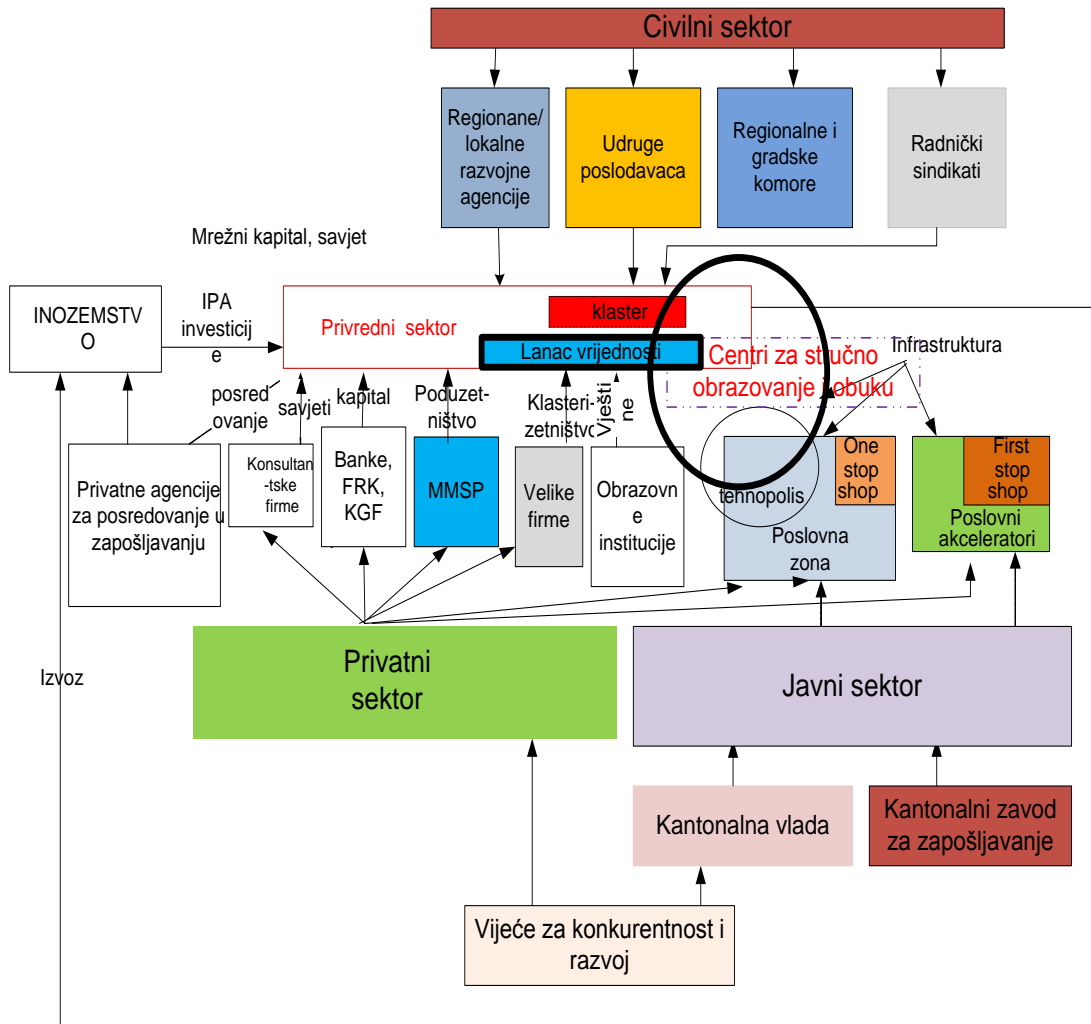 Civilni sektor
Regionane/
lokalne
razvojne
agencije
Udruge
poslodavaca
Regionalne i
gradske
komore
Radnički
sindikati
Mrežni kapital, savjet
INOZEMSTV
O
IPA
investicij
e
Privredni sektor
klaster
Lanac vrijednosti
Centri za stručno
obrazovanje i obuku
Infrastruktura
posred
ovanje
savjeti
kapital
Poduzet-
ništvo
Klasteri-
zetništvo
Vješti
ne
Privatne agencije
za posredovanje u
zapošljavanju
Konsultan
-tske
firme
Banke,
FRK,
KGF
MMSP
Velike
firme
Obrazovn
e
institucije
tehnopolis
One
stop
shop
Poslovna
zona
First
stop
shop
Poslovni
akceleratori
Izvoz
Privatni
sektor
Javni sektor
Kantonalna vlada
Kantonalni zavod
za zapošljavanje
Vijeće za konkurentnost i
razvoj